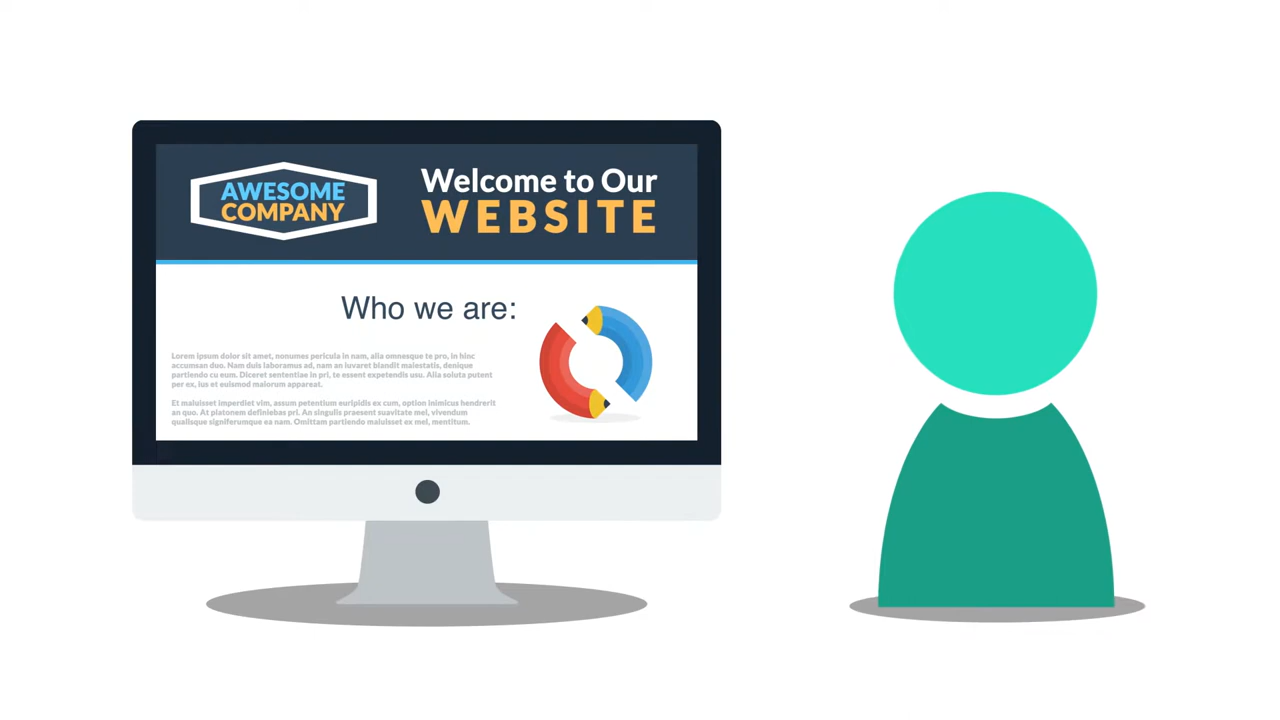 AWESOME
COMPANY
Welcome to Our
WEBSITE
Who we are:
Lorem ipsum dolor sit amet, nonumes pericula in nam, alia omnesque te pro, in hinc
accumsan duo. Nam duis laboramus ad, nam an iuvaret blandit maiestatis, denique
partiendo cu eum. Diceret sententiae in pri, te essent expetendis usu. Alia soluta putent
per ex, ius et euismod maiorum appareat.
Et maluisset imperdiet vim, assum petentium euripidis ex cum, option inimicus hendrerit
an quo. At platonem definiebas pri. An singulis praesent suavitate mel, vivendum
qualisque signiferumque ea nam. Omittam partiendo maluisset ex mel, mentitum.